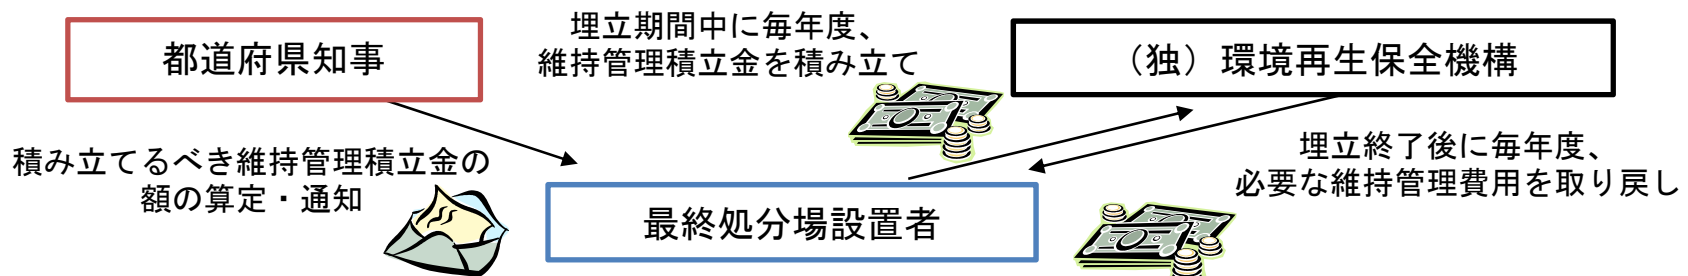 都道府県知事
埋立期間中に毎年度、
維持管理積立金を積み立て
（独）環境再生保全機構
積み立てるべき維持管理積立金の
額の算定・通知
最終処分場設置者
埋立終了後に毎年度、
必要な維持管理費用を取り戻し